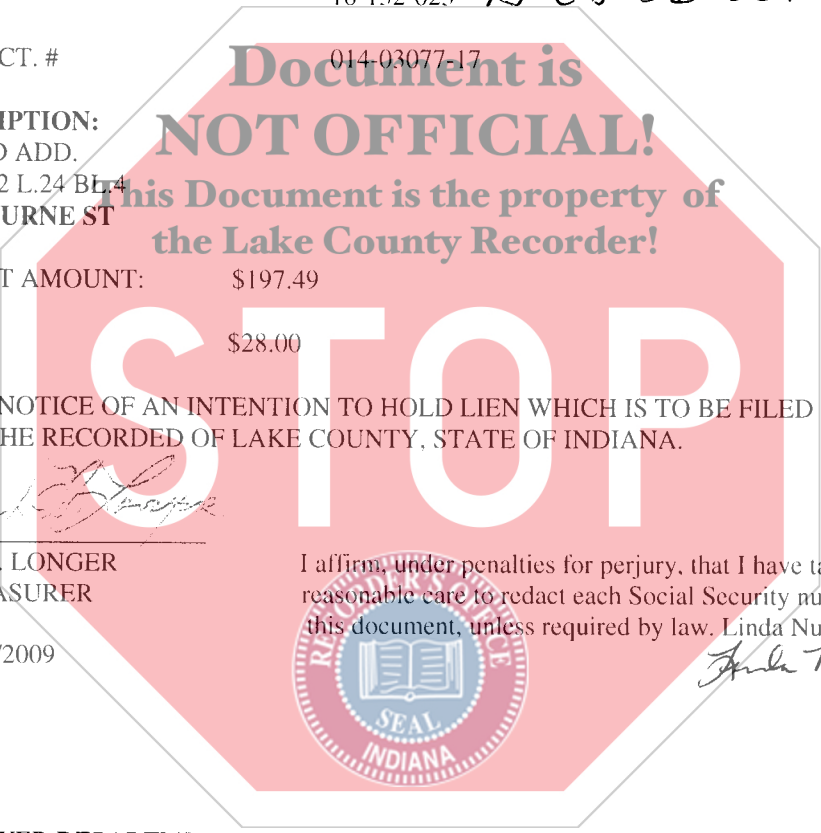 CT. # 014-03077-17
Document is
IPTION:
NOT OFFICIAL!
D ADD.
2 L.24 BL.4
This Document is the property of
URNE ST
the Lake County Recorder!
T AMOUNT: $197.49
$28.00
STOP
NOTICE OF AN INTENTION TO HOLD LIEN WHICH IS TO BE FILED
HE RECORDED OF LAKE COUNTY, STATE OF INDIANA.
. LONGER
I affirm, under penalties for perjury, that I have ta
ASURER
reasonable care to redact each Social Security nu
this document, unless required by law. Linda Nu
/2009
RECORDER'S OFFICE
SEAL
INDIANA